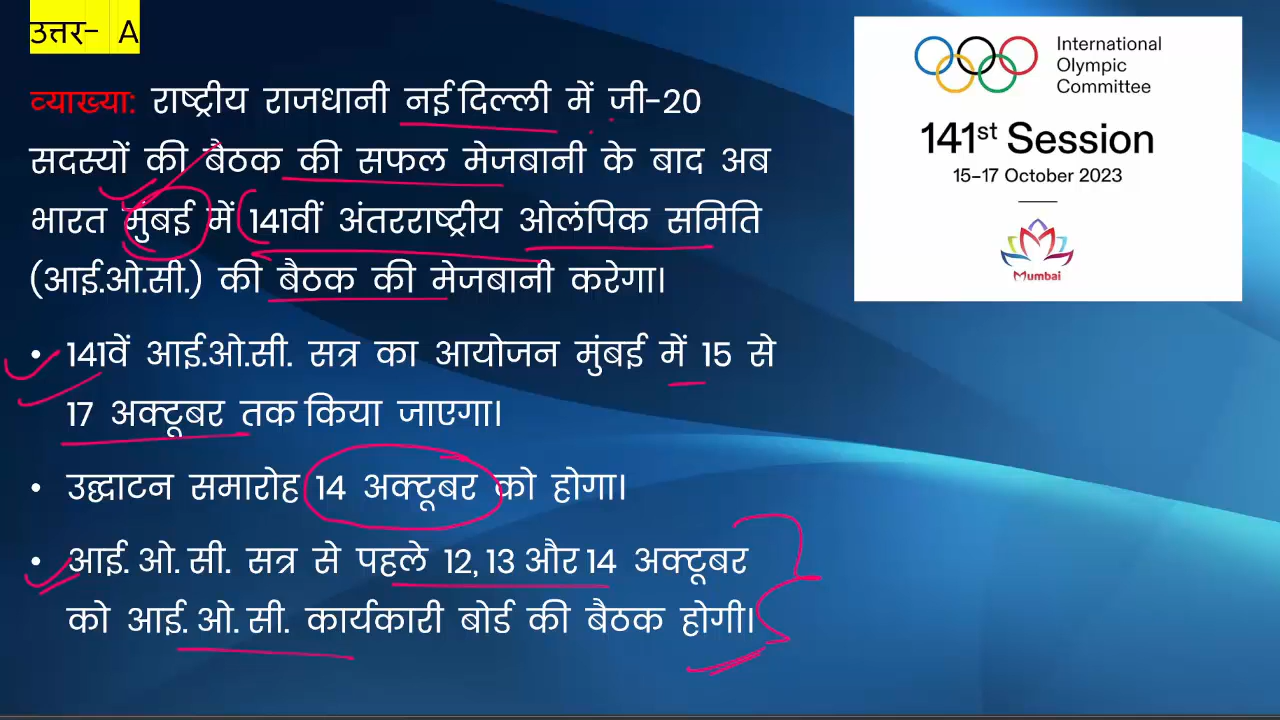 उत्तर- A
व्याख्या: राष्ट्रीय राजधानी नई दिल्ली में जी-20
सदस्यों की बैठक की सफल मेजबानी के बाद अब
भारत मुंबई में 141वीं अंतरराष्ट्रीय ओलंपिक समिति
(आई.ओ.सी.) की बैठक की मेजबानी करेगा।
• 141वें आई.ओ.सी. सत्र का आयोजन मुंबई में 15 से
17 अक्टूबर तक किया जाएगा।
• उद्घाटन समारोह 14 अक्टूबर को होगा।
• आई. ओ. सी. सत्र से पहले 12, 13 और 14 अक्टूबर
को आई. ओ. सी. कार्यकारी बोर्ड की बैठक होगी।
International
Olympic
Committee
141st Session
15–17 October 2023
Mumbai